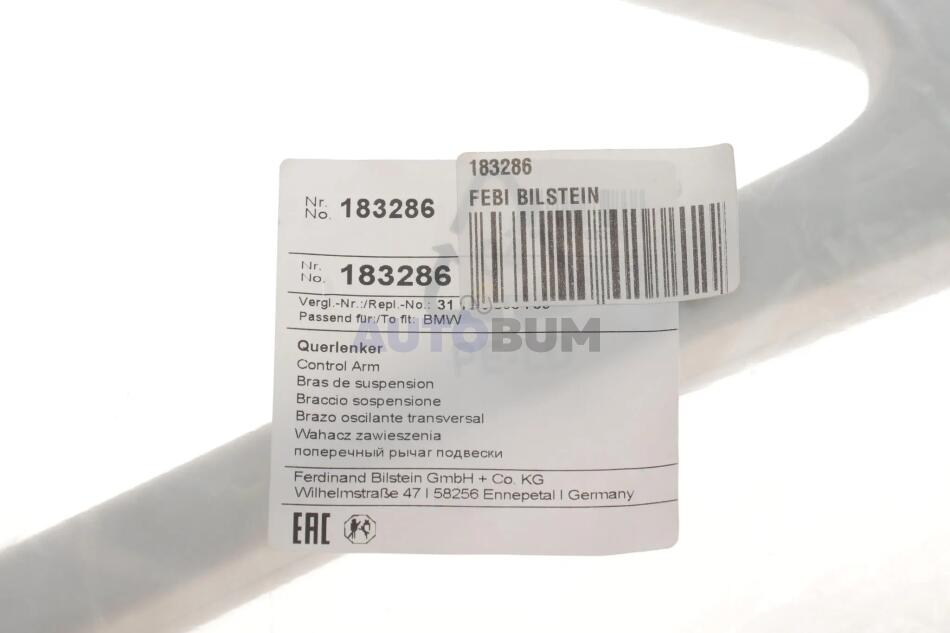 183286
FEBI BILSTEIN
Nr.
No. 183286
Nr.
No. 183286
Vergl.-Nr.:/Repl.-No.: 31
Passend für:/To fit: BMW
AUTOBUM
Querlenker
Control Arm
Bras de suspension
Braccio sospensione
Brazo oscilante transversal
Wahacz zawieszenia
поперечный рычаг подвески
Ferdinand Bilstein GmbH + Co. KG
Wilhelmstraße 47 I 58256 Ennepetal I Germany
EAC